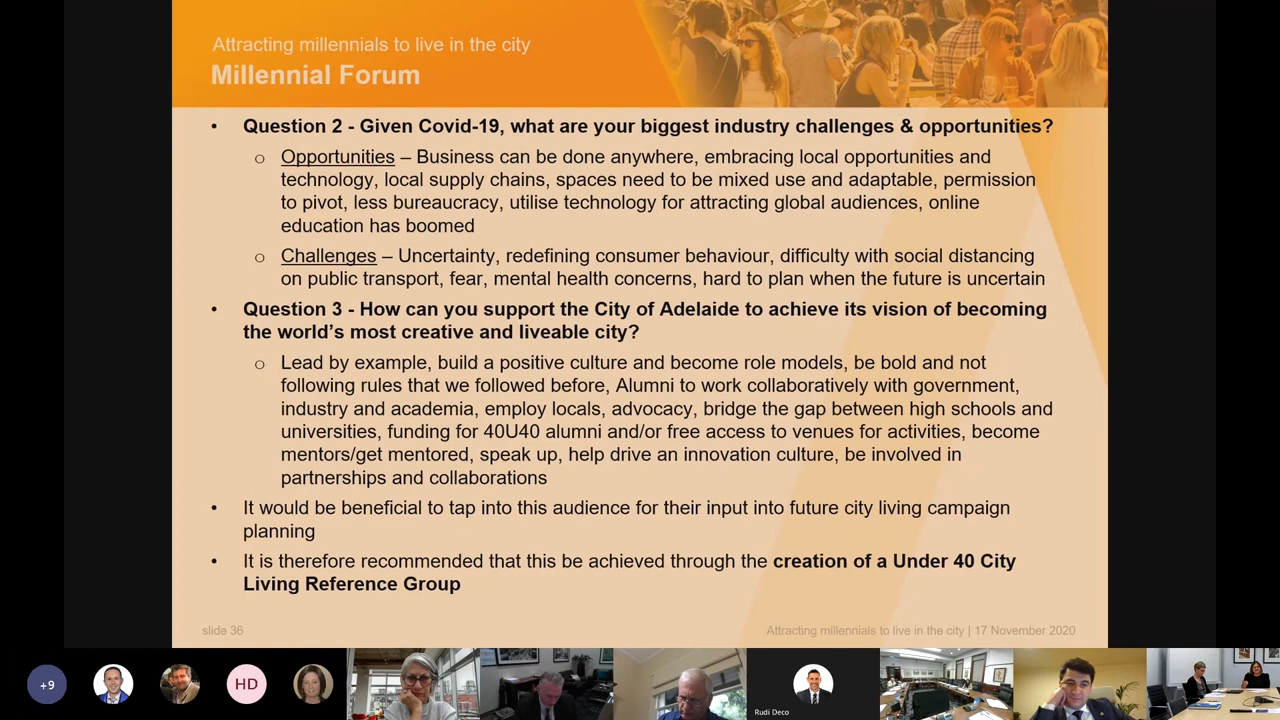 Attracting millennials to live in the city
Millennial Forum
• Question 2 - Given Covid-19, what are your biggest industry challenges & opportunities?
o Opportunities – Business can be done anywhere, embracing local opportunities and
technology, local supply chains, spaces need to be mixed use and adaptable, permission
to pivot, less bureaucracy, utilise technology for attracting global audiences, online
education has boomed
o Challenges – Uncertainty, redefining consumer behaviour, difficulty with social distancing
on public transport, fear, mental health concerns, hard to plan when the future is uncertain
• Question 3 - How can you support the City of Adelaide to achieve its vision of becoming
the world’s most creative and liveable city?
o Lead by example, build a positive culture and become role models, be bold and not
following rules that we followed before, Alumni to work collaboratively with government,
industry and academia, employ locals, advocacy, bridge the gap between high schools and
universities, funding for 40U40 alumni and/or free access to venues for activities, become
mentors/get mentored, speak up, help drive an innovation culture, be involved in
partnerships and collaborations
• It would be beneficial to tap into this audience for their input into future city living campaign
planning
• It is therefore recommended that this be achieved through the creation of a Under 40 City
Living Reference Group
slide 36
Attracting millennials to live in the city | 17 November 2020
+9
HD
Rudi Deco